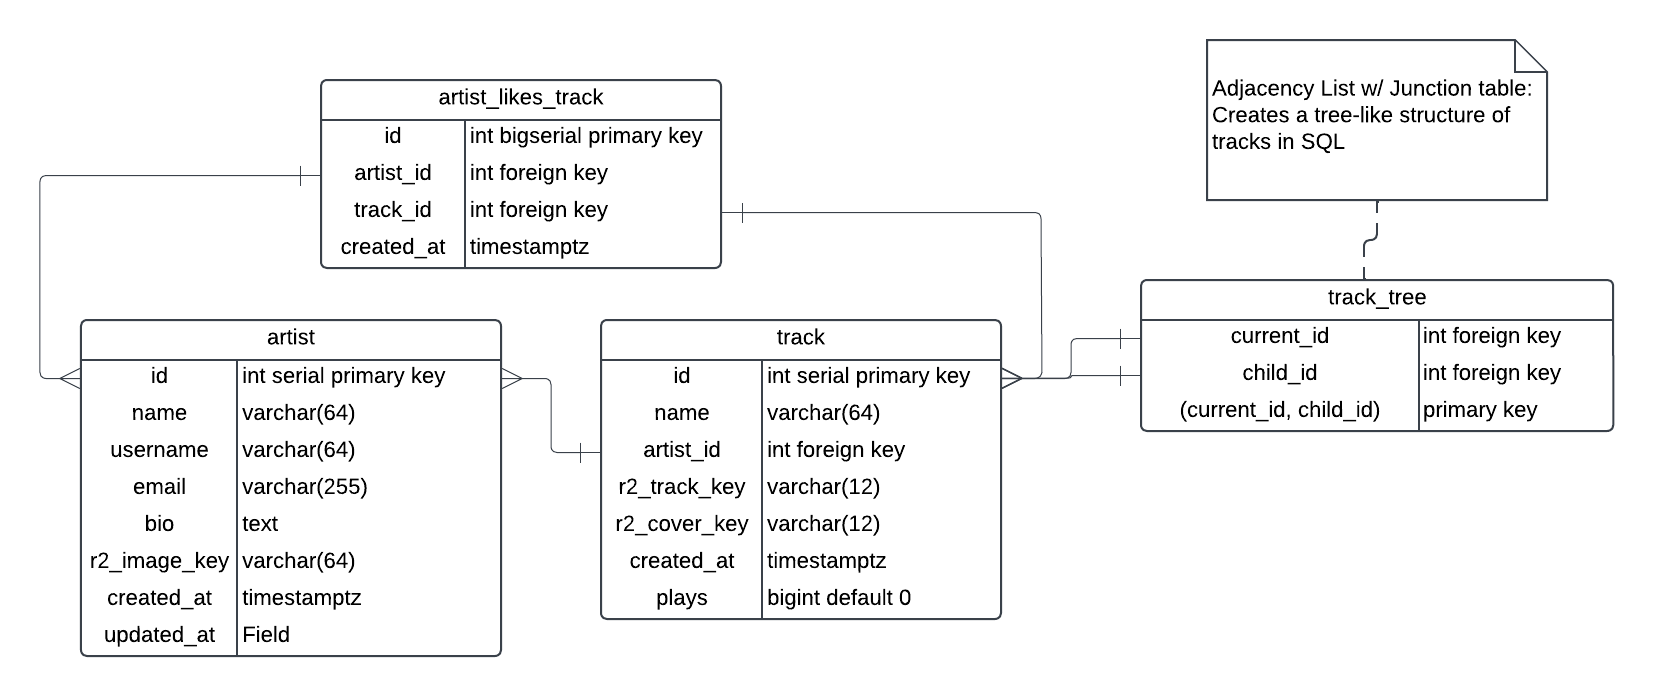 Adjacency List w/ Junction table:
Creates a tree-like structure of
tracks in SQL
artist_likes_track
id int bigserial primary key
artist_id int foreign key
track_id int foreign key
created_at timestamptz
artist
id int serial primary key
name varchar(64)
username varchar(64)
email varchar(255)
bio text
r2_image_key varchar(64)
created_at timestamptz
updated_at Field
track
id int serial primary key
name varchar(64)
artist_id int foreign key
r2_track_key varchar(12)
r2_cover_key varchar(12)
created_at timestamptz
plays bigint default 0
track_tree
current_id int foreign key
child_id int foreign key
(current_id, child_id) primary key